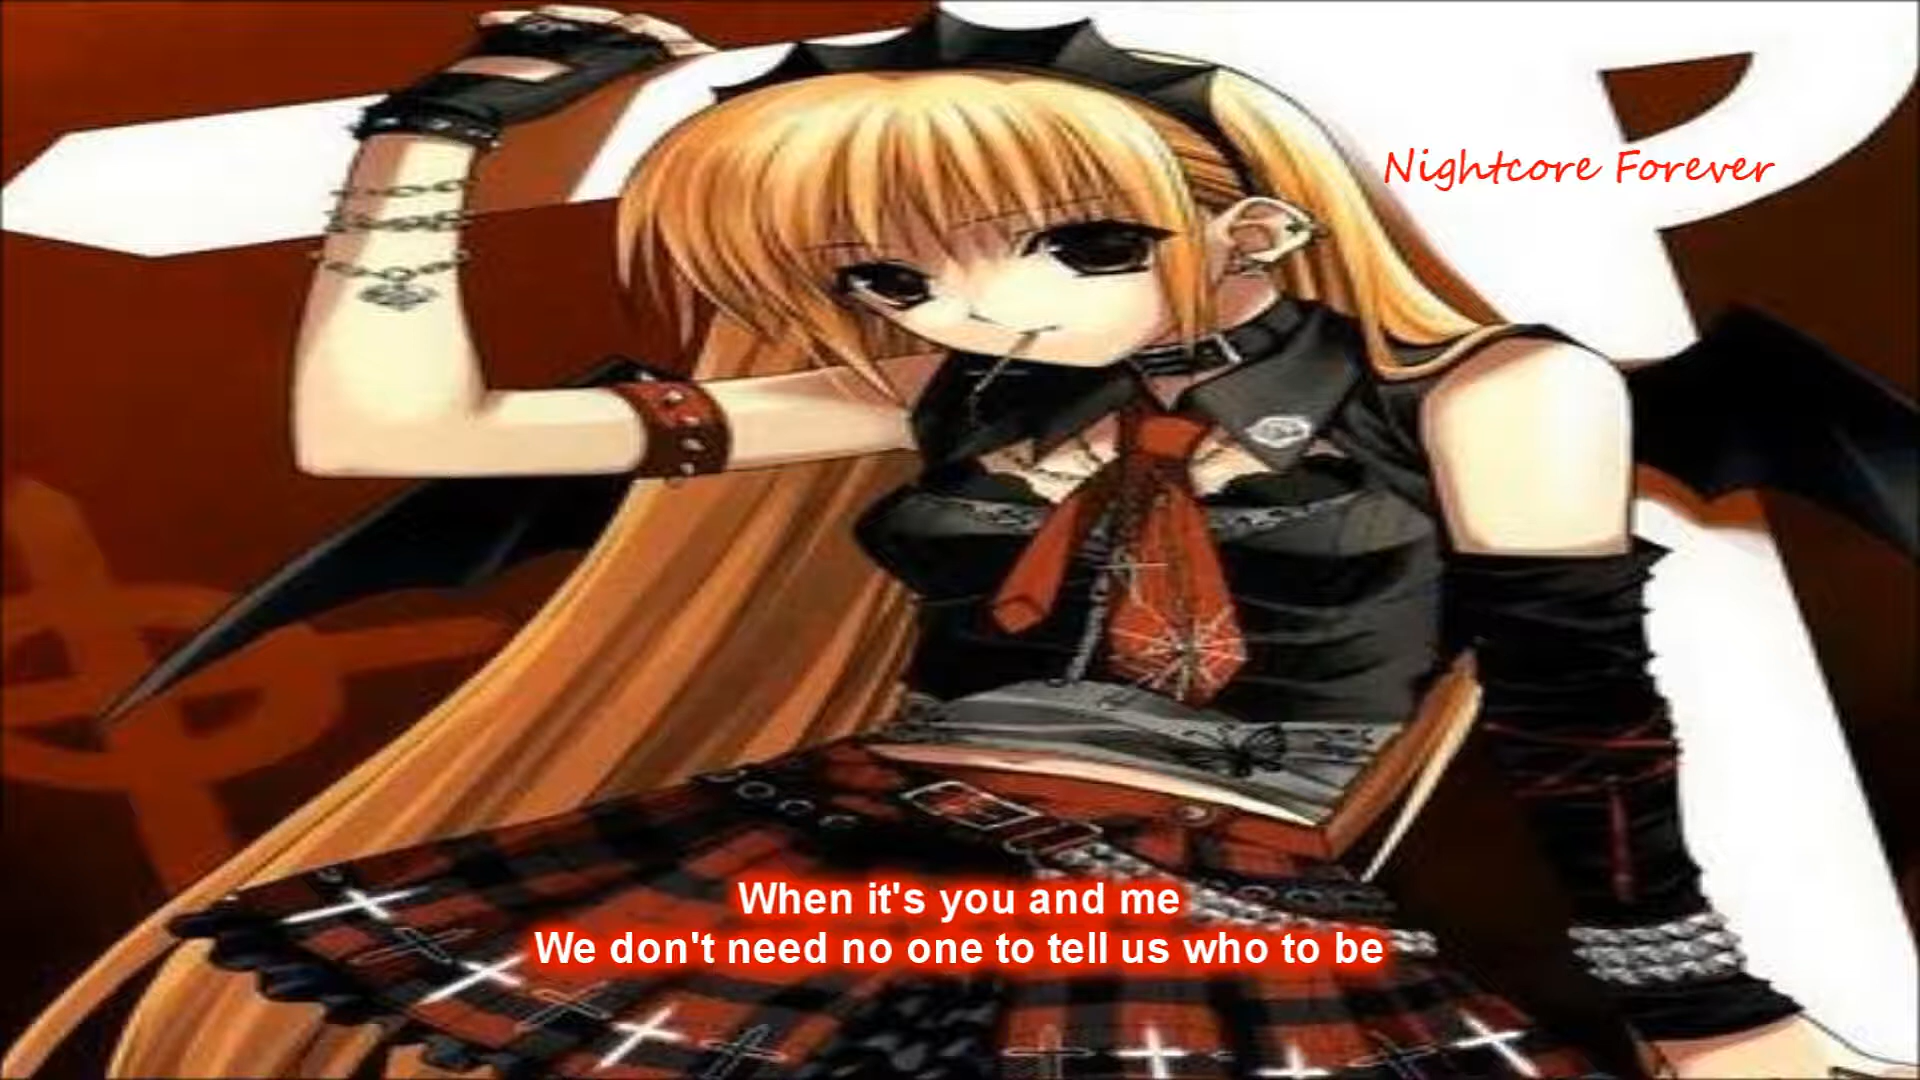 Nightcore Forever
When it's you and me
We don't need no one to tell us who to be